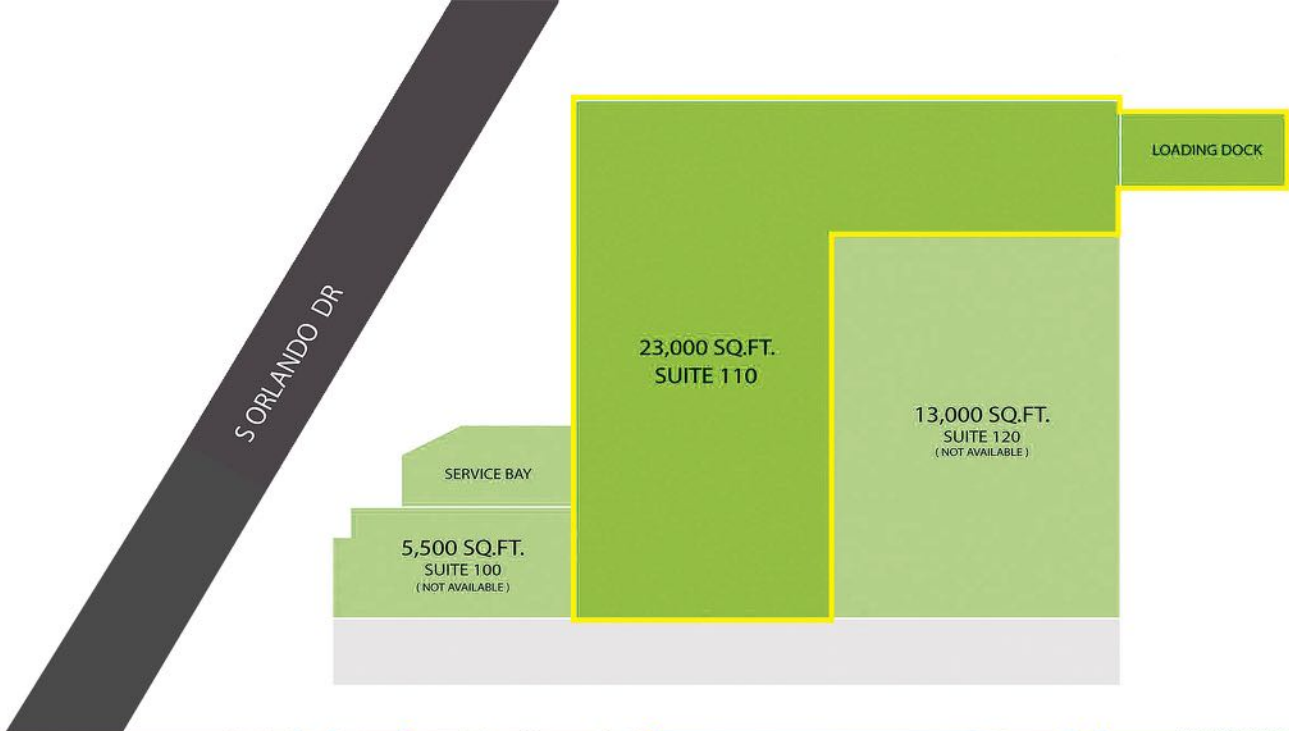 S ORLANDO DR
LOADING DOCK
23,000 SQ.FT.
SUITE 110
13,000 SQ.FT.
SUITE 120
( NOT AVAILABLE )
SERVICE BAY
5,500 SQ.FT.
SUITE 100
( NOT AVAILABLE )